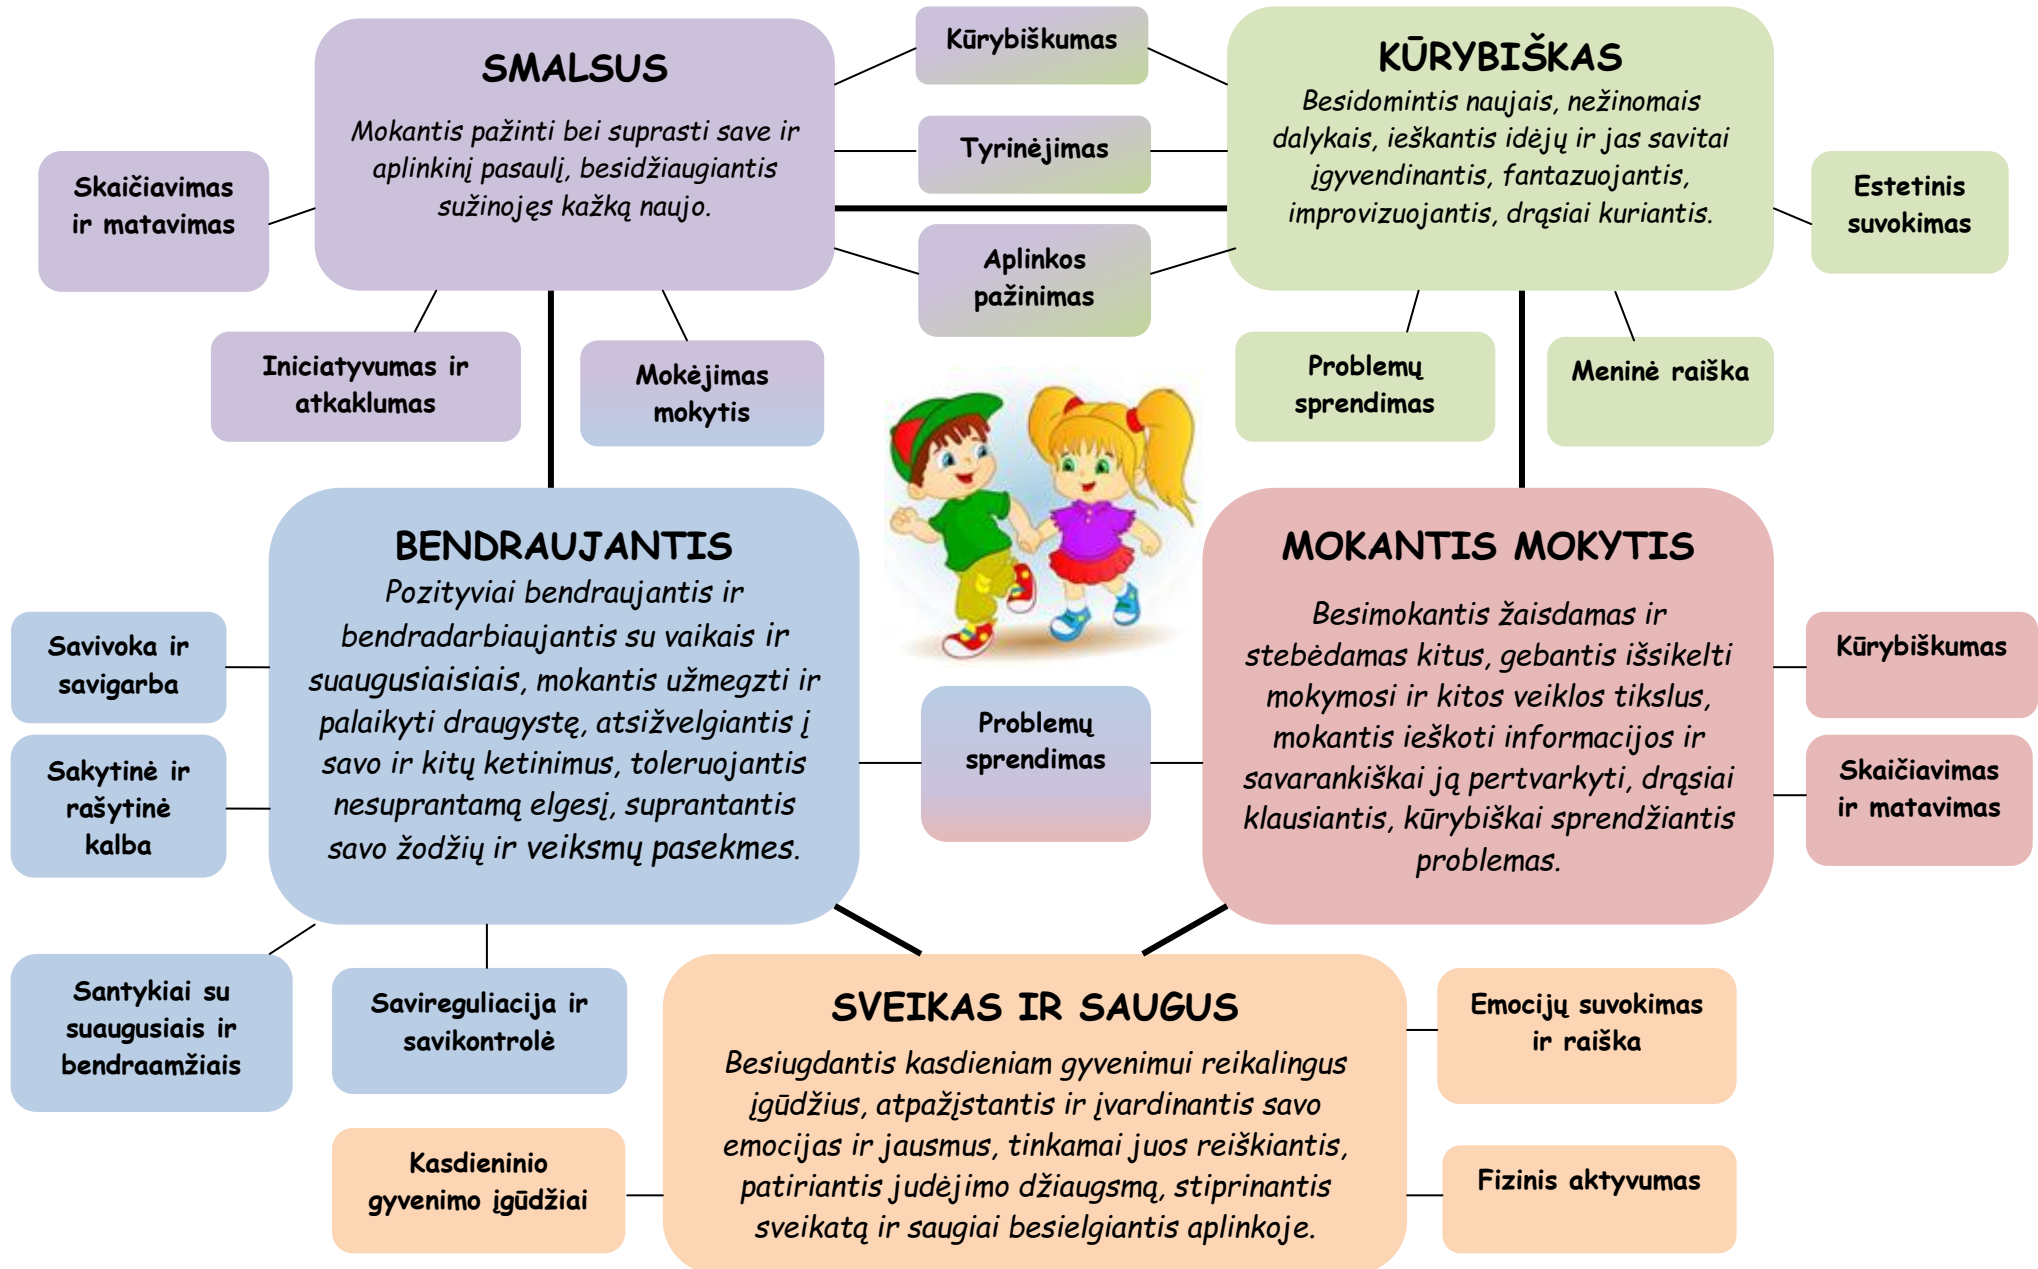 SMALSUS
Mokantis pažinti bei suprasti save ir
aplinkinį pasaulį, besidžiaugiantis
sužinojęs kažką naujo.
Kūrybiškumas
Tyrinėjimas
Aplinkos
pažinimas
KŪRYBIŠKAS
Besidomintis naujais, nežinomais
dalykais, ieškantis idėjų ir jas savitai
įgyvendinantis, fantazuojantis,
improvizuojantis, drąsiai kuriantis.
Skaičiavimas
ir matavimas
Estetinis
suvokimas
Iniciatyvumas ir
atkaklumas
Mokėjimas
mokytis
Problemų
sprendimas
Meninė raiška
BENDRAUJANTIS
Pozityviai bendraujantis ir
bendradarbiaujantis su vaikais ir
suaugusiaisiais, mokantis užmegzti ir
palaikyti draugystę, atsižvelgiantis į
savo ir kitų ketinimus, toleruojantis
nesuprantamą elgesį, suprantantis
savo žodžių ir veiksmų pasekmes.
MOKANTIS MOKYTIS
Besimokantis žaisdamas ir
stebėdamas kitus, gebantis išsikelti
mokymosi ir kitos veiklos tikslus,
mokantis ieškoti informacijos ir
savarankiškai ją pertvarkyti, drąsiai
klausiantis, kūrybiškai sprendžiantis
problemas.
Savivoka ir
savigarba
Sakytinė ir
rašytinė
kalba
Problemų
sprendimas
Kūrybiškumas
Skaičiavimas
ir matavimas
Santykiai su
suaugusiais ir
bendraamžiais
Savireguliacija ir
savikontrolė
SVEIKAS IR SAUGUS
Besiugdantis kasdieniam gyvenimui reikalingus
įgūdžius, atpažįstantis ir įvardinantis savo
emocijas ir jausmus, tinkamai juos reiškiantis,
patiriantis judėjimo džiaugsmą, stiprinantis
sveikatą ir saugiai besielgiantis aplinkoje.
Emocijų suvokimas
ir raiška
Kasdieninio
gyvenimo įgūdžiai
Fizinis aktyvumas